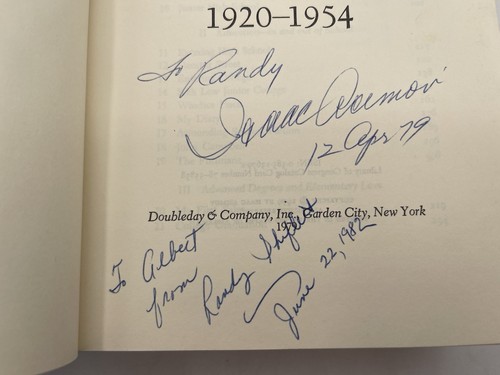 1920–1954
To Randy
Isaac Asimov
12 Apr 79
Doubleday & Company, Inc., Garden City, New York
To Albert
from
Randy
June 22, 1982